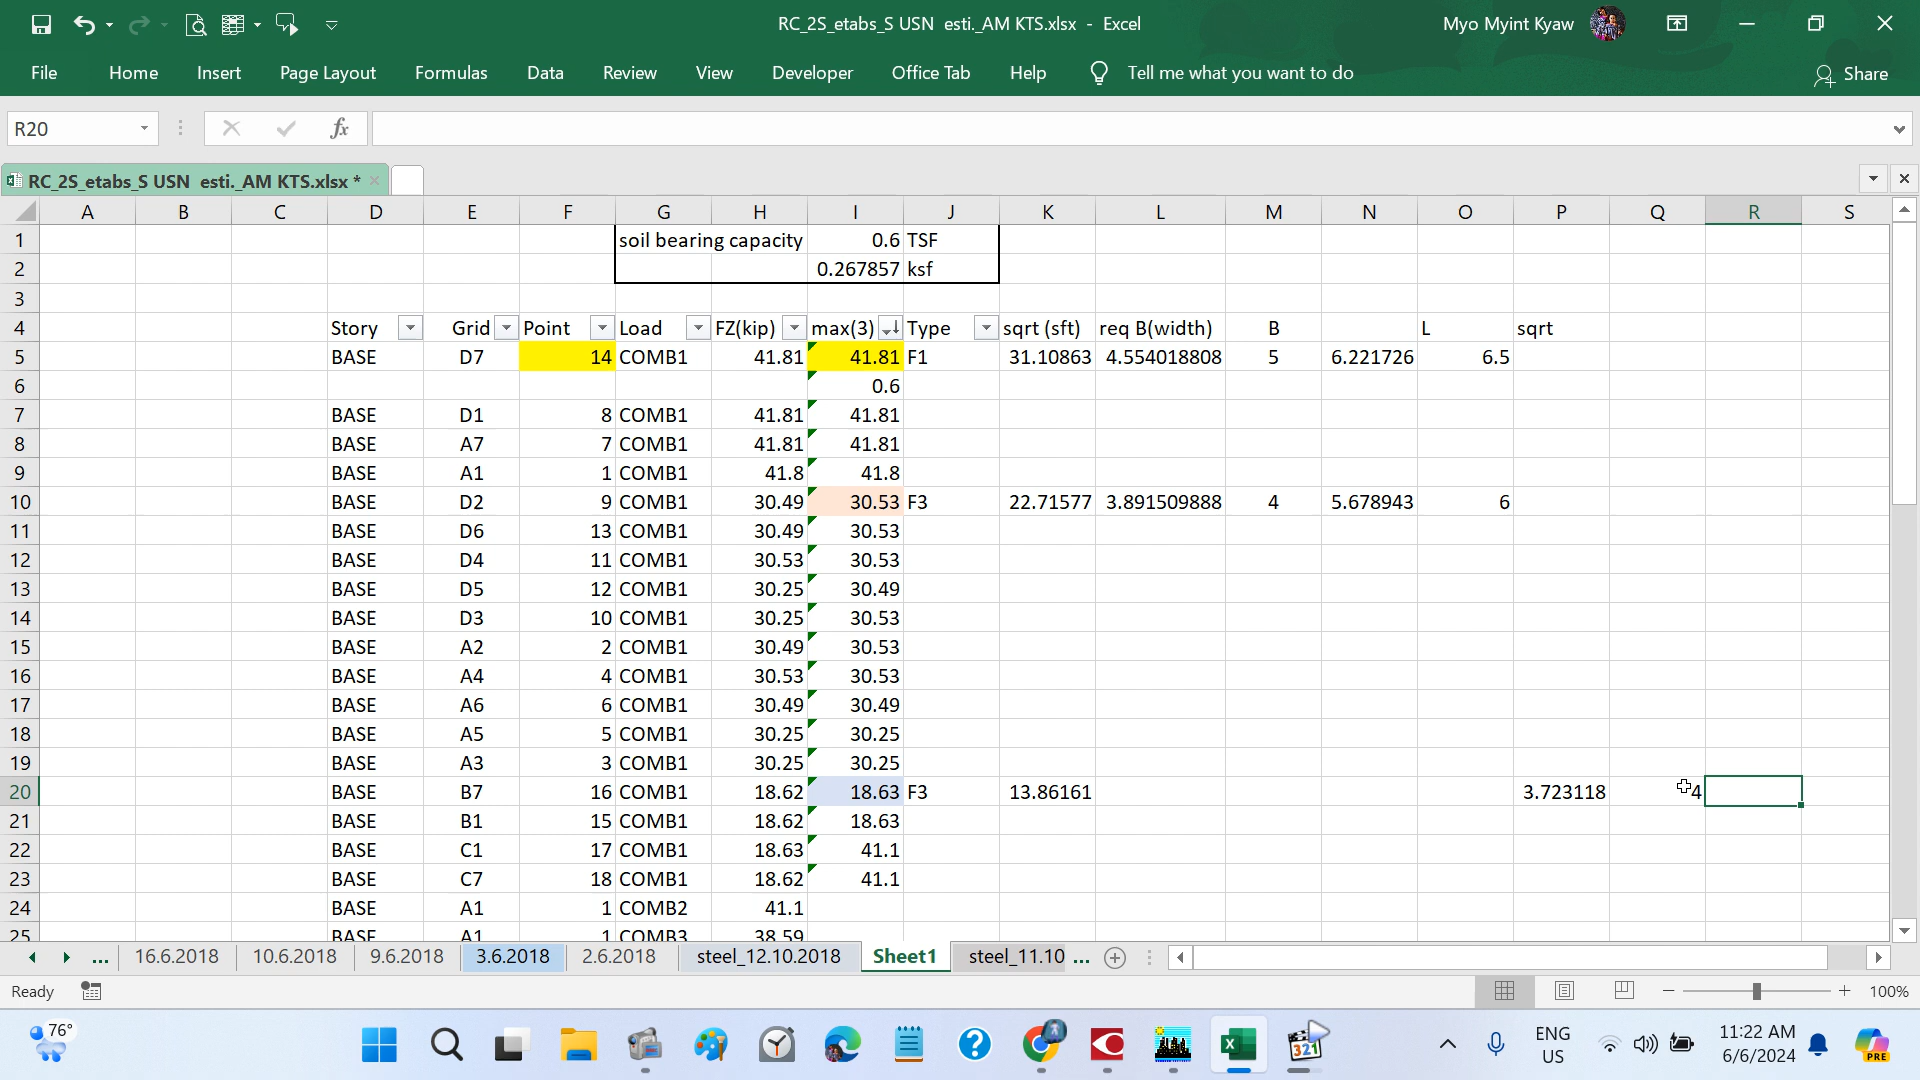 RC_2S_etabs_S USN  esti._AM KTS.xlsx  -  Excel
Myo Myint Kyaw
File Home Insert Page Layout Formulas Data Review View Developer Office Tab Help Tell me what you want to do Share
R20 fx
RC_2S_etabs_S USN  esti._AM KTS.xlsx *
A B C D E F G H I J K L M N O P Q R S
1 soil bearing capacity 0.6 TSF
2 0.267857 ksf
3
4 Story Grid Point Load FZ(kip) max(3) Type sqrt (sft) req B(width) B L sqrt
5 BASE D7 14 COMB1 41.81 41.81 F1 31.10863 4.554018808 5 6.221726 6.5
6 0.6
7 BASE D1 8 COMB1 41.81 41.81
8 BASE A7 7 COMB1 41.81 41.81
9 BASE A1 1 COMB1 41.8 41.8
10 BASE D2 9 COMB1 30.49 30.53 F3 22.71577 3.891509888 4 5.678943 6
11 BASE D6 13 COMB1 30.49 30.53
12 BASE D4 11 COMB1 30.53 30.53
13 BASE D5 12 COMB1 30.25 30.49
14 BASE D3 10 COMB1 30.25 30.53
15 BASE A2 2 COMB1 30.49 30.53
16 BASE A4 4 COMB1 30.53 30.53
17 BASE A6 6 COMB1 30.49 30.49
18 BASE A5 5 COMB1 30.25 30.25
19 BASE A3 3 COMB1 30.25 30.25
20 BASE B7 16 COMB1 18.62 18.63 F3 13.86161 3.723118 4
21 BASE B1 15 COMB1 18.62 18.63
22 BASE C1 17 COMB1 18.63 41.1
23 BASE C7 18 COMB1 18.62 41.1
24 BASE A1 1 COMB2 41.1
25 BASE A1 1 COMB3 38.59
... 16.6.2018 10.6.2018 9.6.2018 3.6.2018 2.6.2018 steel_12.10.2018 Sheet1 steel_11.10 ...
Ready 100%
76° 321 ENG 11:22 AM PRE
US 6/6/2024